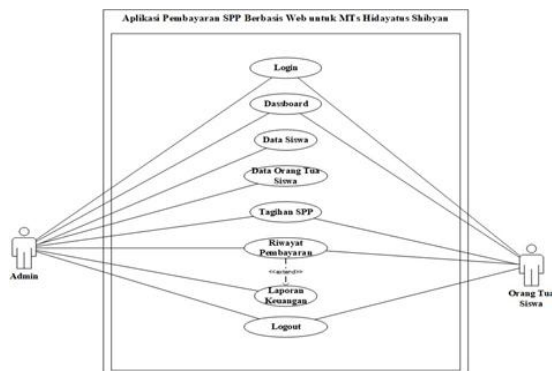 Aplikasi Pembayaran SPP Berbasis Web untuk MTs Hidayatus Shibyan
Login
Dassboard
Data Siswa
Data Orang Tua
Siswa
Tagihan SPP
Riwayat
Pembayaran
<<extend>>
Laporan
Keuangan
Logout
Admin
Orang Tua
Siswa